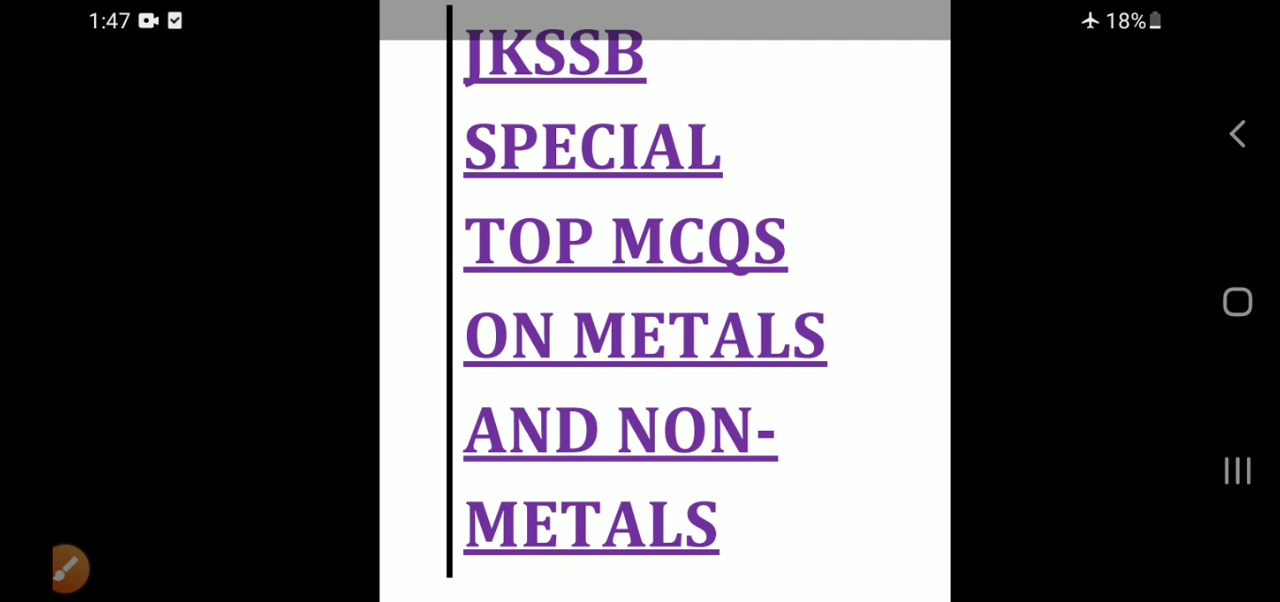 1:47
18%
JKSSB
SPECIAL
TOP MCQS
ON METALS
AND NON-
METALS